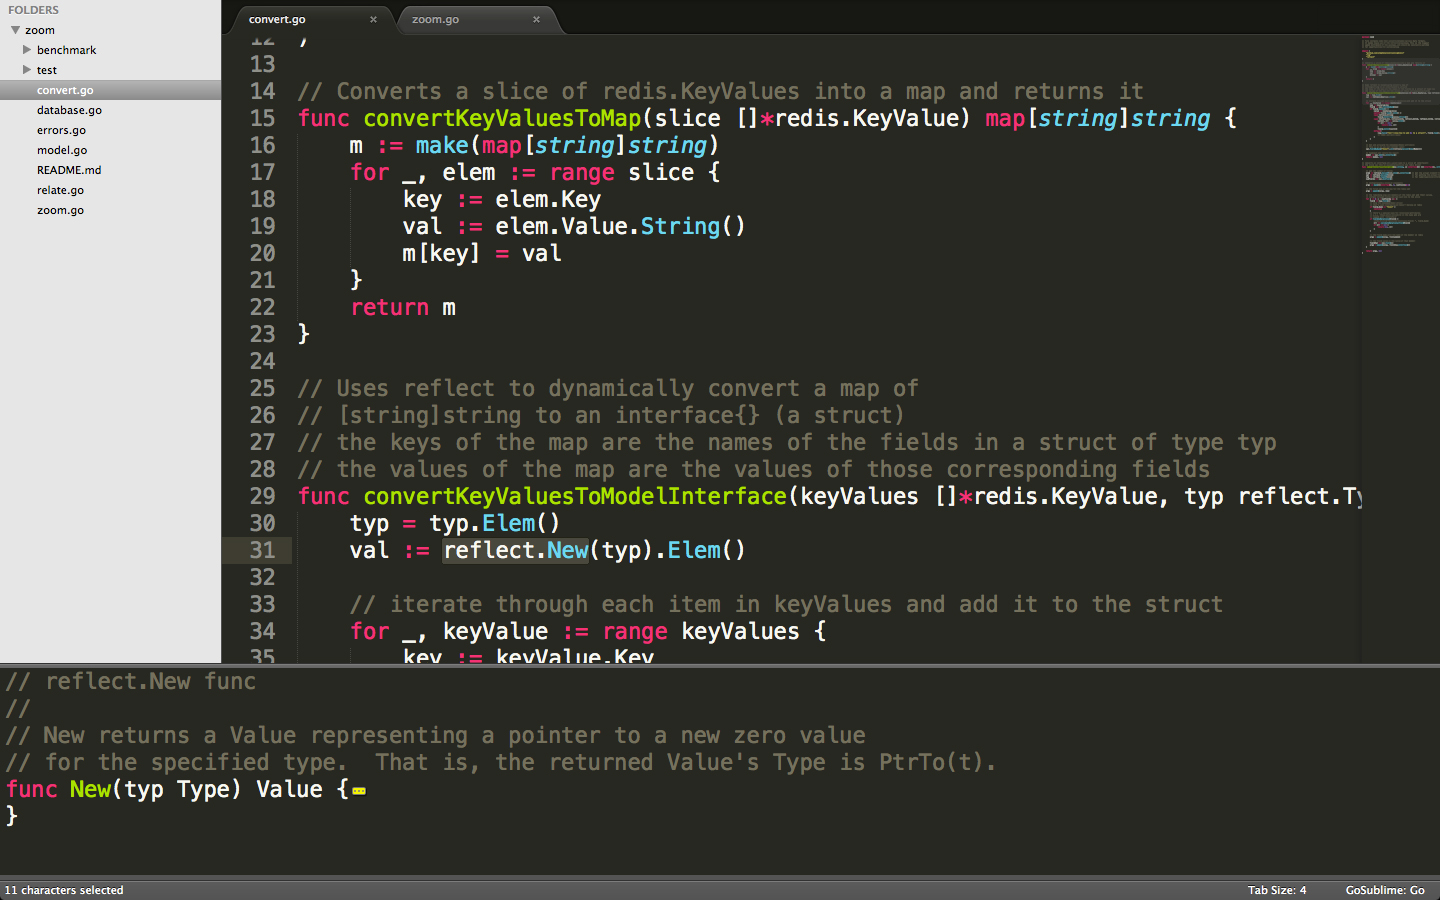 FOLDERS
zoom
benchmark
test
convert.go
database.go
errors.go
model.go
README.md
relate.go
zoom.go
convert.go ×
zoom.go ×
12 )
13
14 // Converts a slice of redis.KeyValues into a map and returns it
15 func convertKeyValuesToMap(slice []*redis.KeyValue) map[string]string {
16 m := make(map[string]string)
17 for _, elem := range slice {
18 key := elem.Key
19 val := elem.Value.String()
20 m[key] = val
21 }
22 return m
23 }
24
25 // Uses reflect to dynamically convert a map of
26 // [string]string to an interface{} (a struct)
27 // the keys of the map are the names of the fields in a struct of type typ
28 // the values of the map are the values of those corresponding fields
29 func convertKeyValuesToModelInterface(keyValues []*redis.KeyValue, typ reflect.Ty
30 typ = typ.Elem()
31 val := reflect.New(typ).Elem()
32
33 // iterate through each item in keyValues and add it to the struct
34 for _, keyValue := range keyValues {
35 key := keyValue.Key
// reflect.New func
//
// New returns a Value representing a pointer to a new zero value
// for the specified type.  That is, the returned Value's Type is PtrTo(t).
func New(typ Type) Value {
}
11 characters selected
Tab Size: 4
GoSublime: Go